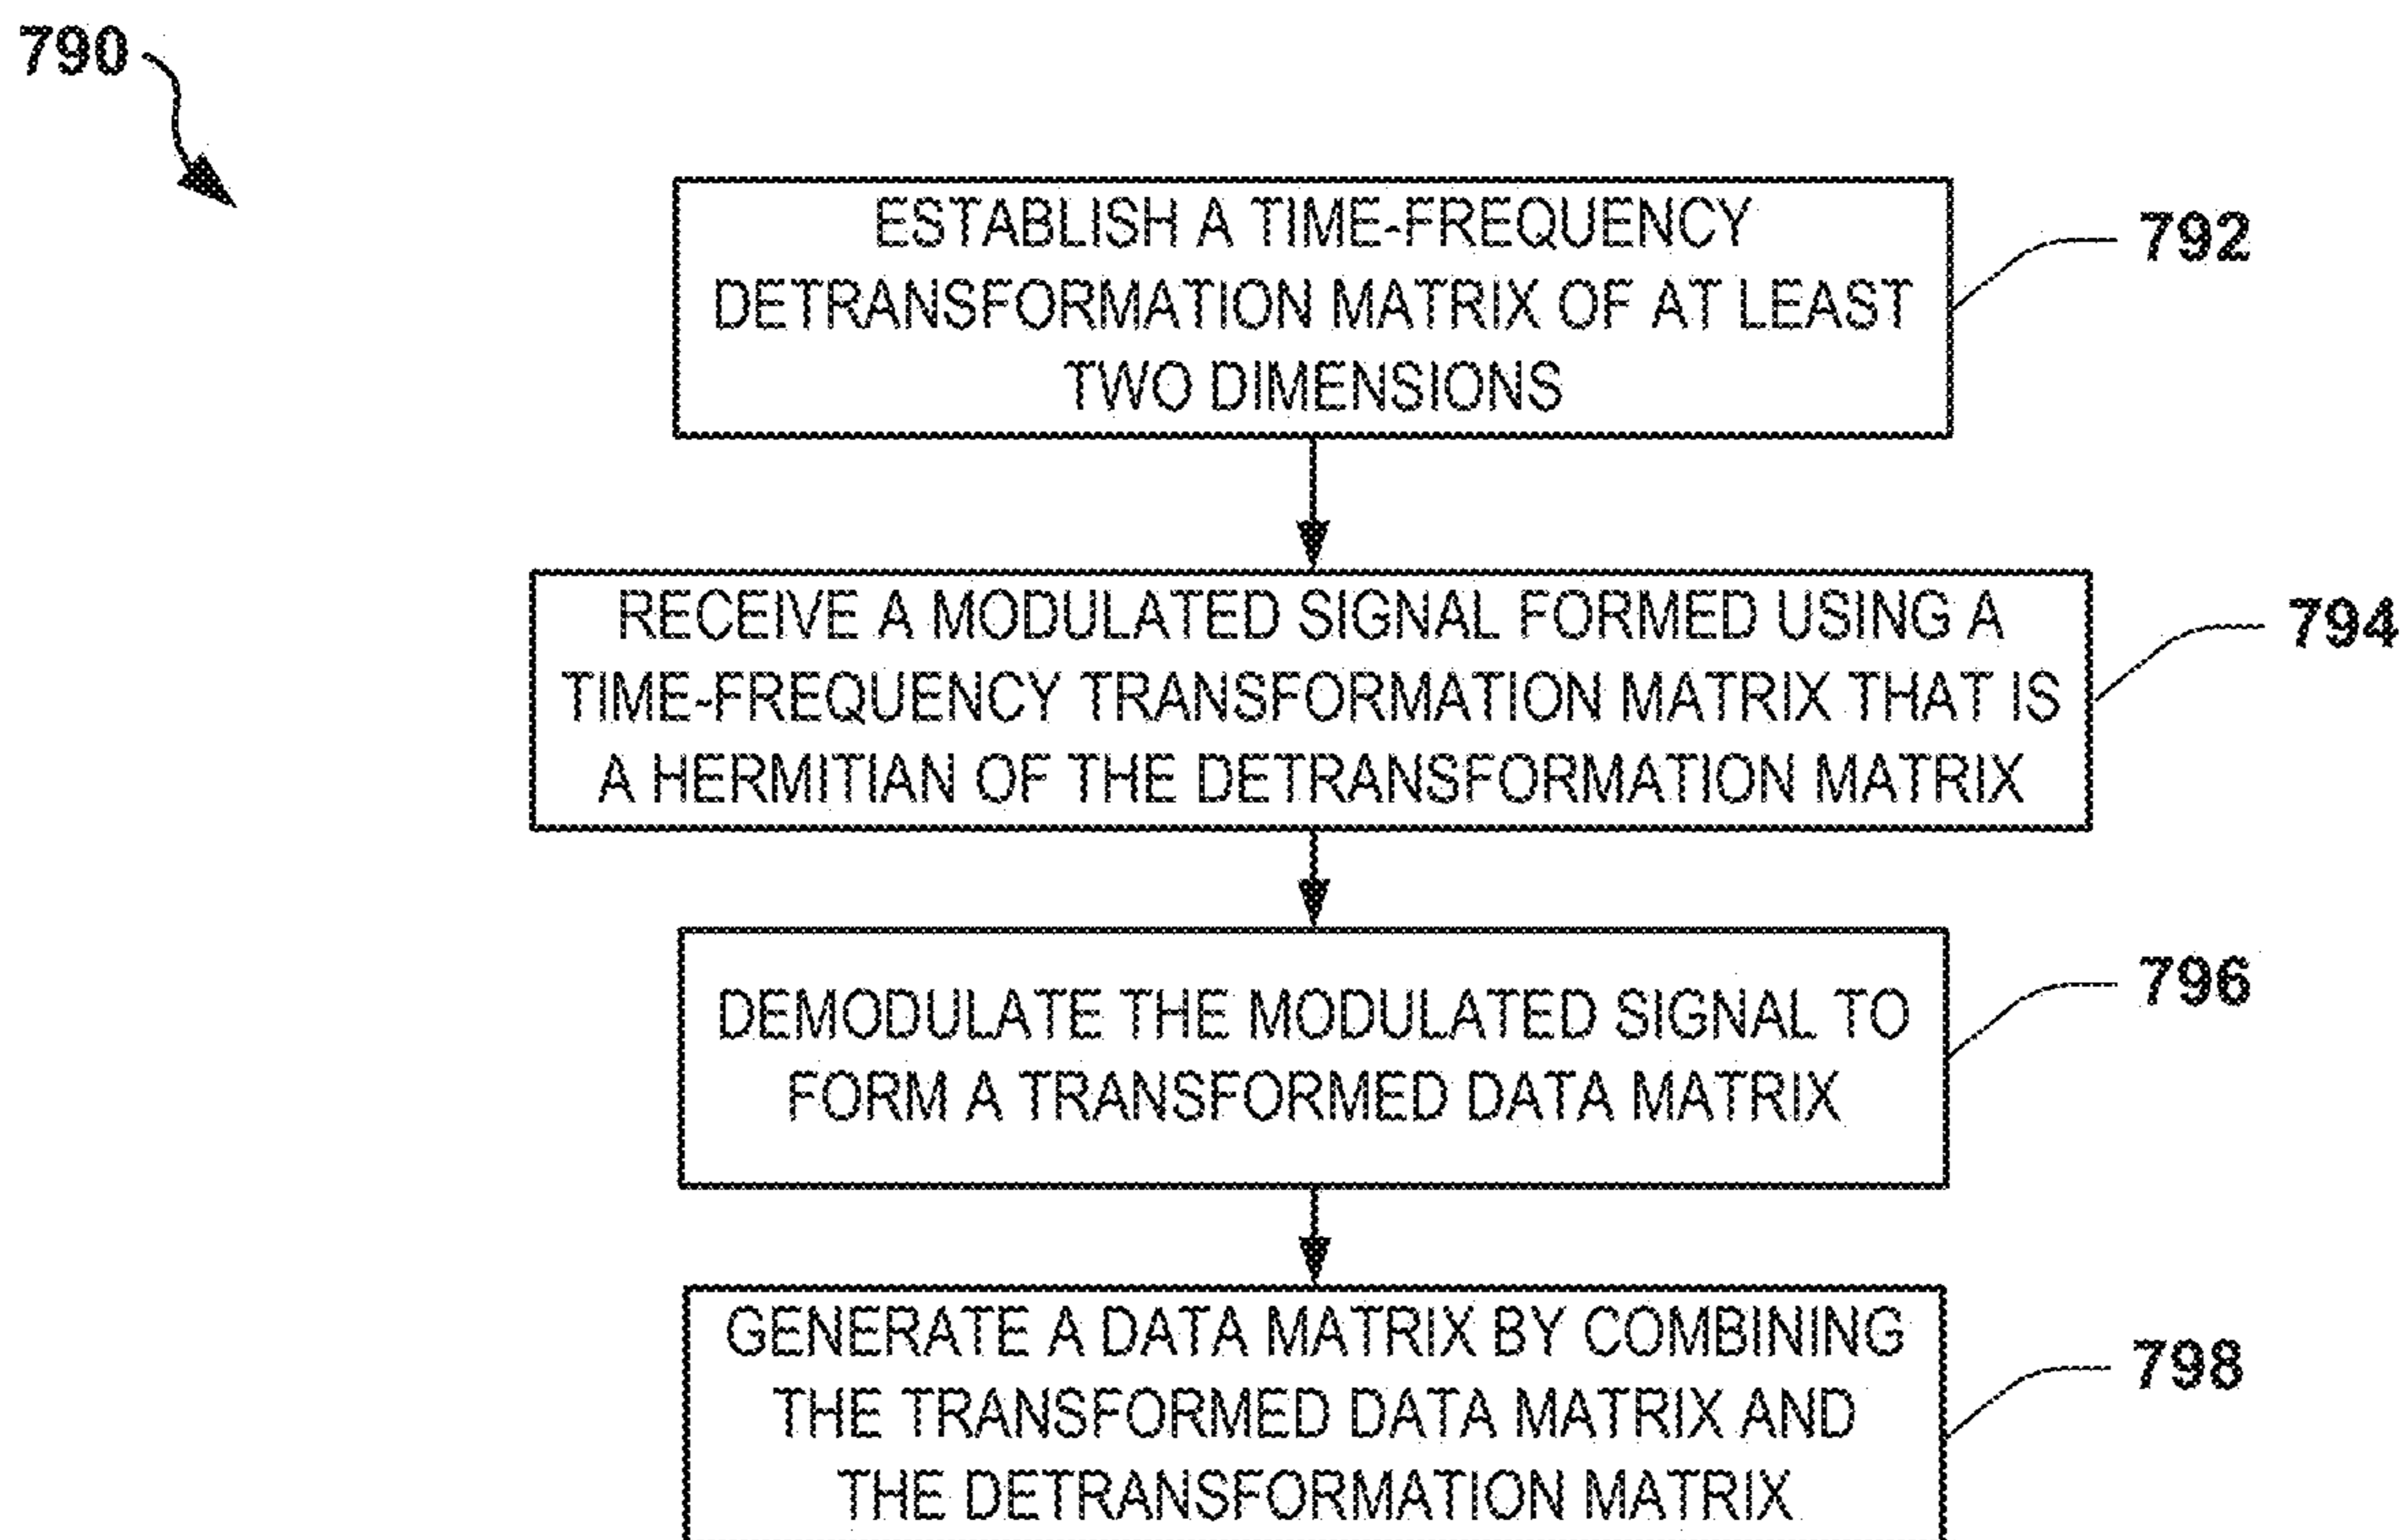 790
ESTABLISH A TIME-FREQUENCY
DETRANSFORMATION MATRIX OF AT LEAST
TWO DIMENSIONS
792
RECEIVE A MODULATED SIGNAL FORMED USING A
TIME-FREQUENCY TRANSFORMATION MATRIX THAT IS
A HERMITIAN OF THE DETRANSFORMATION MATRIX
794
DEMODULATE THE MODULATED SIGNAL TO
FORM A TRANSFORMED DATA MATRIX
796
GENERATE A DATA MATRIX BY COMBINING
THE TRANSFORMED DATA MATRIX AND
THE DETRANSFORMATION MATRIX
798